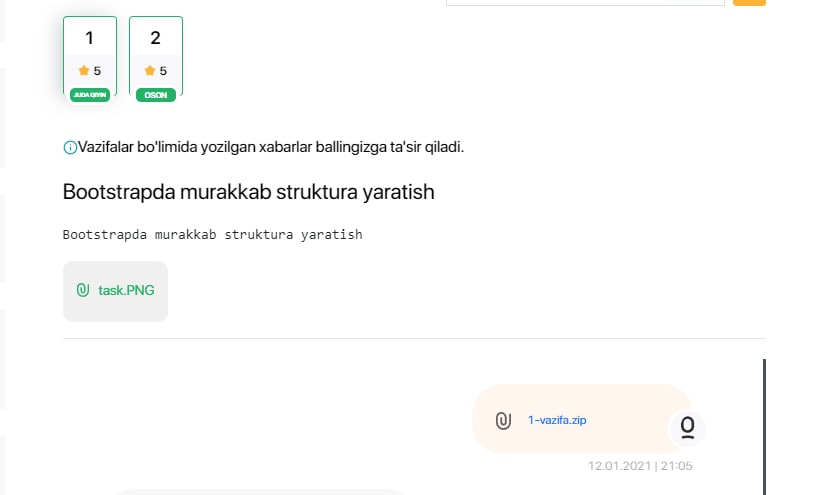 1 2
5 5
JUDA QIYIN OSON
Vazifalar bo'limida yozilgan xabarlar ballingizga ta'sir qiladi.
Bootstrapda murakkab struktura yaratish
Bootstrapda murakkab struktura yaratish
task.PNG
1-vazifa.zip
12.01.2021 | 21:05